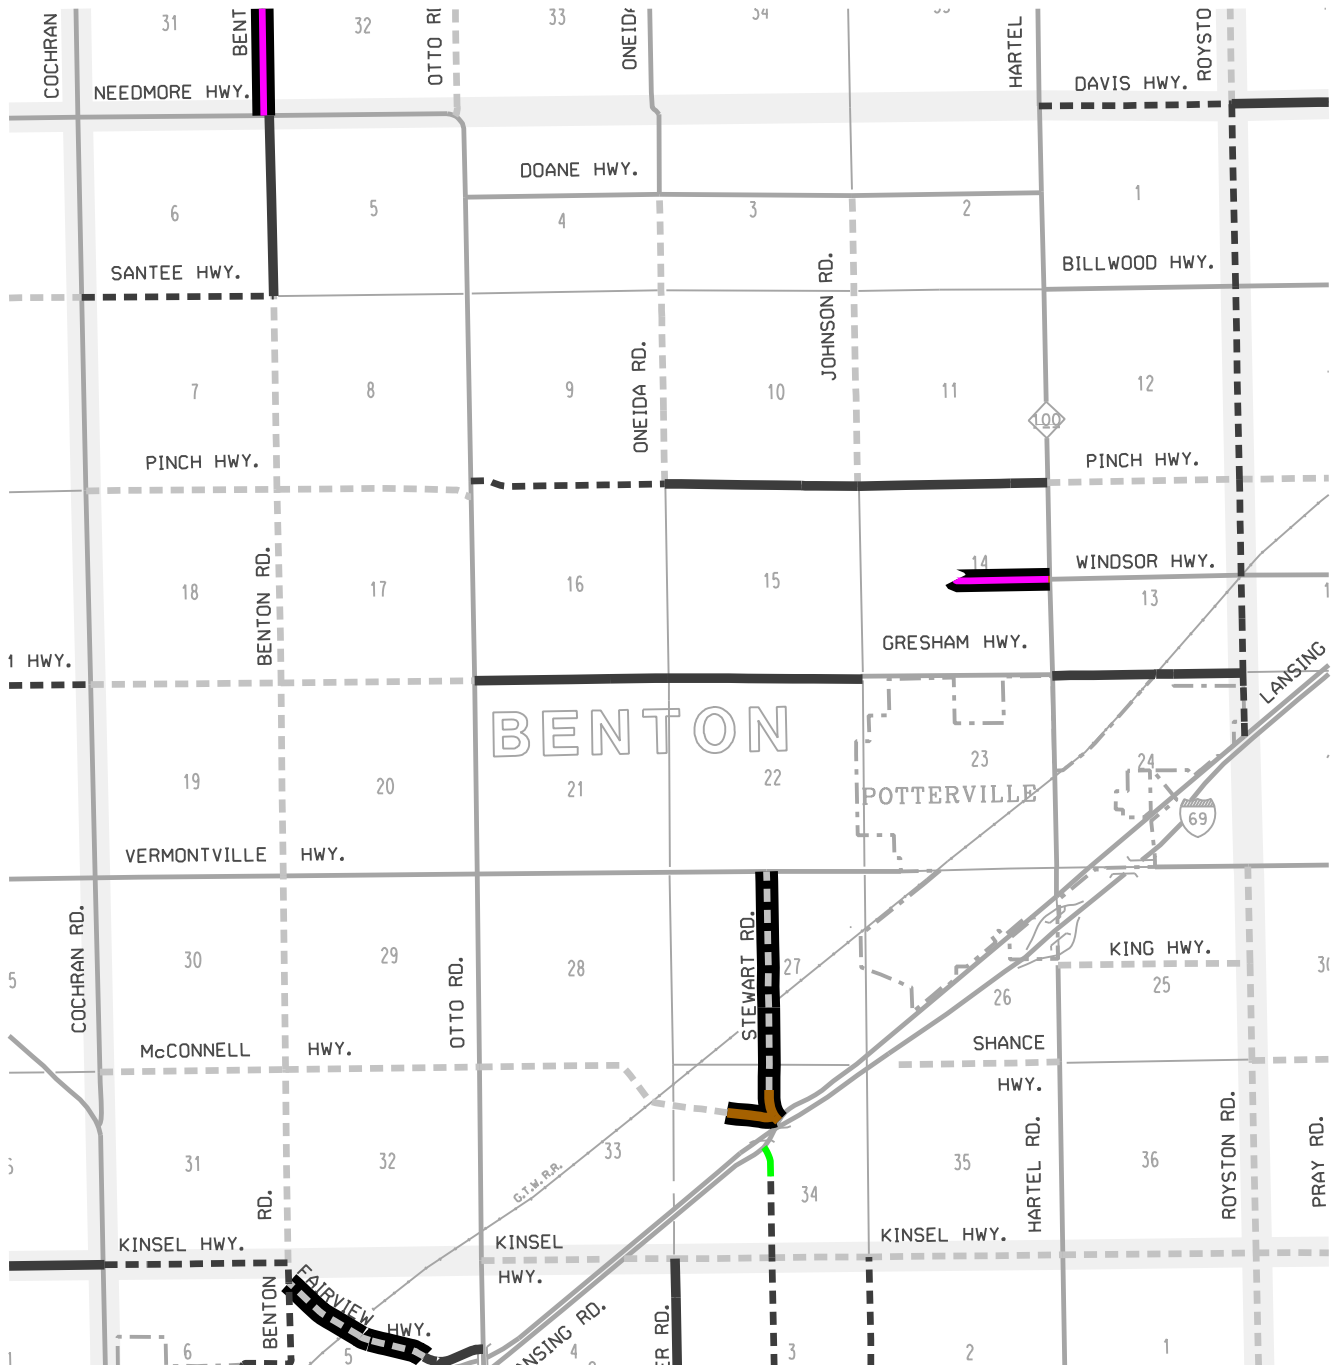 COCHRAN
31
BENT
32
33
HARTEL
DAVIS HWY.
NEEDMORE HWY.
DOANE HWY.
1
6
5
4
3
2
SANTEE HWY.
BILLWOOD HWY.
JOHNSON RD.
ONEIDA RD.
7
8
9
10
11
12
100
PINCH HWY.
PINCH HWY.
BENTON RD.
18
17
16
15
14
WINDSOR HWY.
13
GRESHAM HWY.
HWY.
LANSING
BENTON
19
20
21
22
23
24
POTTERVILLE
69
VERMONTVILLE HWY.
COCHRAN RD.
30
29
OTTO RD.
28
STEWART RD.
27
26
KING HWY.
25
McCONNELL HWY.
SHANCE
HWY.
31
RD.
32
G.T.W.R.R.
33
34
35
HARTEL RD.
36
ROYSTON RD.
PRAY RD.
KINSEL HWY.
KINSEL
HWY.
KINSEL HWY.
BENTON
FAIRVIEW HWY.
6
5
4
3
2
1